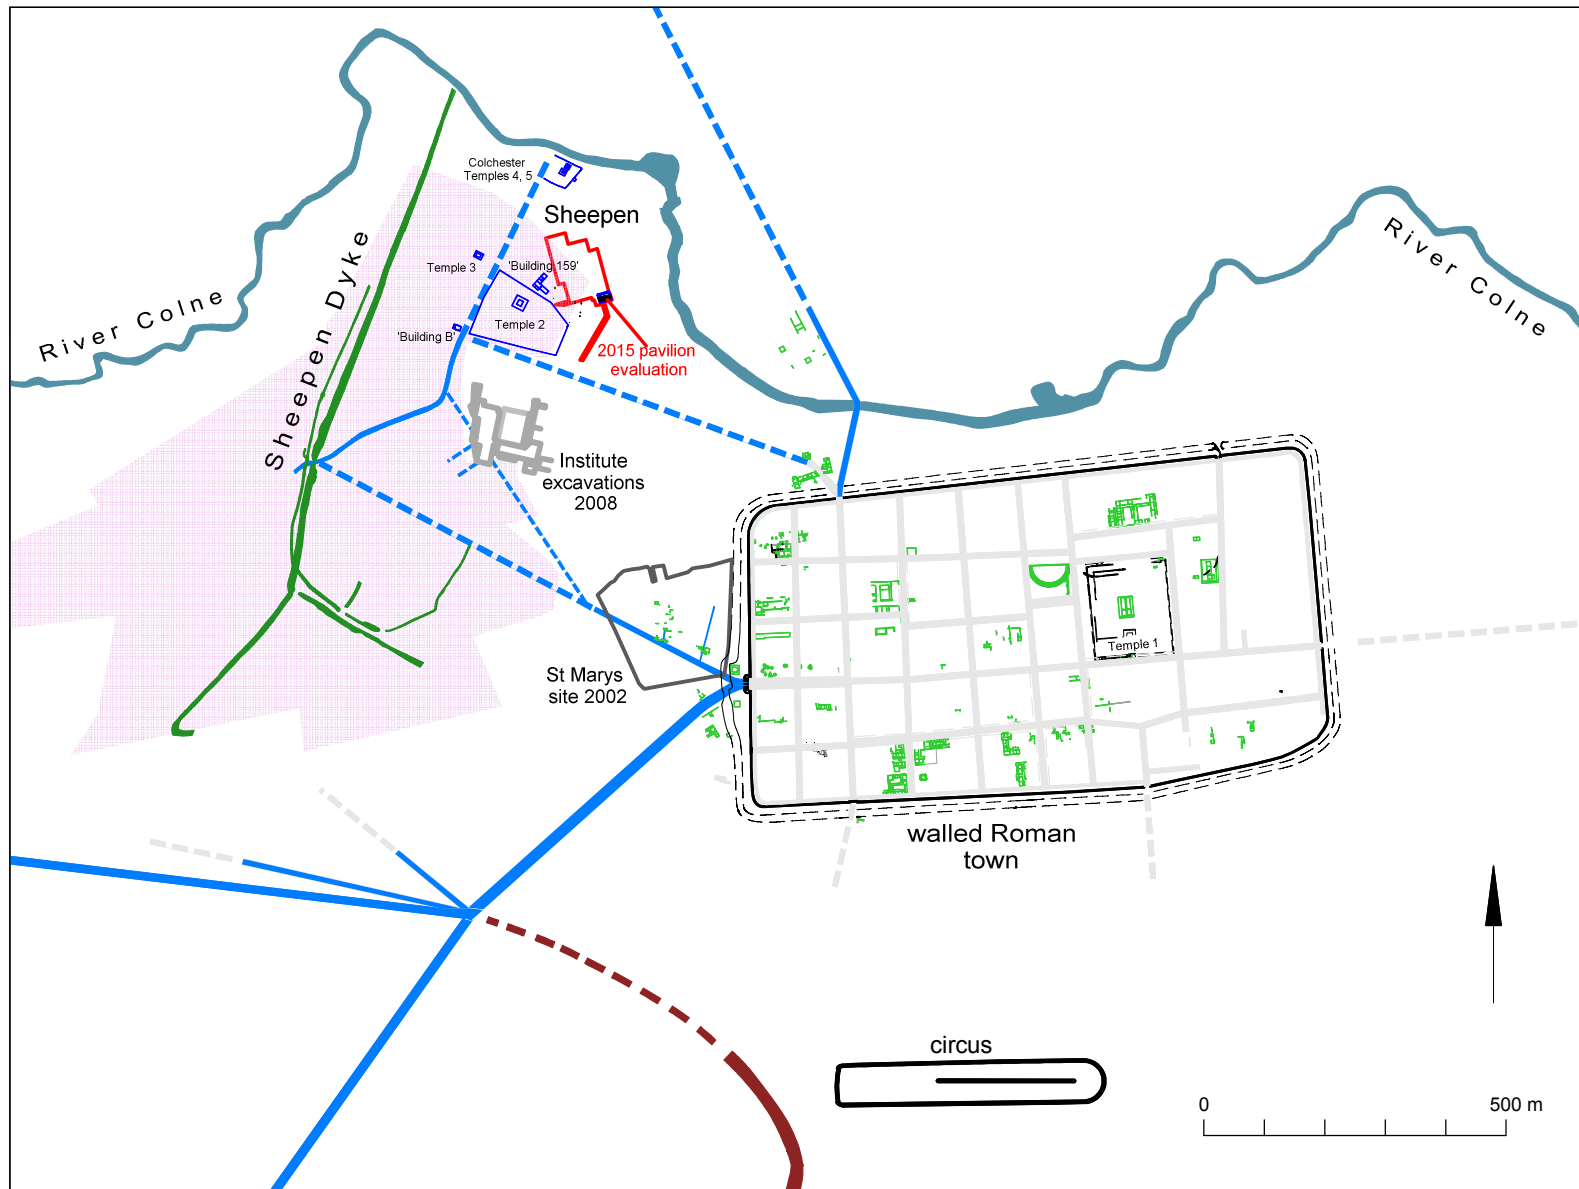 Colchester
Temples 4, 5
Sheepen
River Colne
Temple 3
'Building 159'
Sheepen Dyke
River Colne
Temple 2
'Building B'
2015 pavilion
evaluation
Institute
excavations
2008
Temple 1
St Marys
site 2002
walled Roman
town
circus
0 500 m